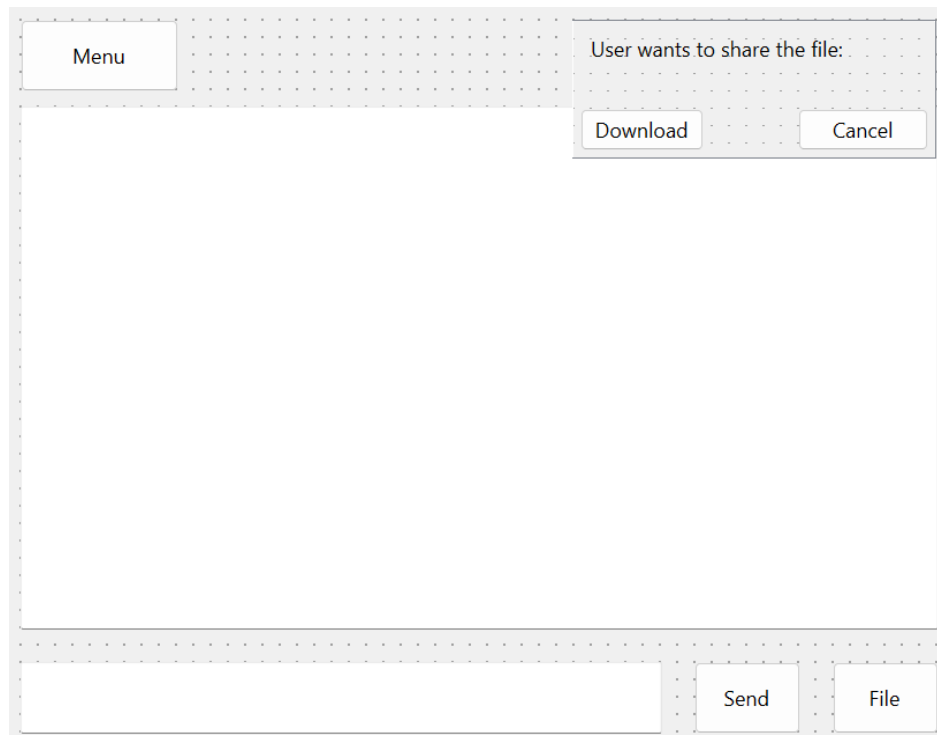 Menu
User wants to share the file:
Download
Cancel
Send
File